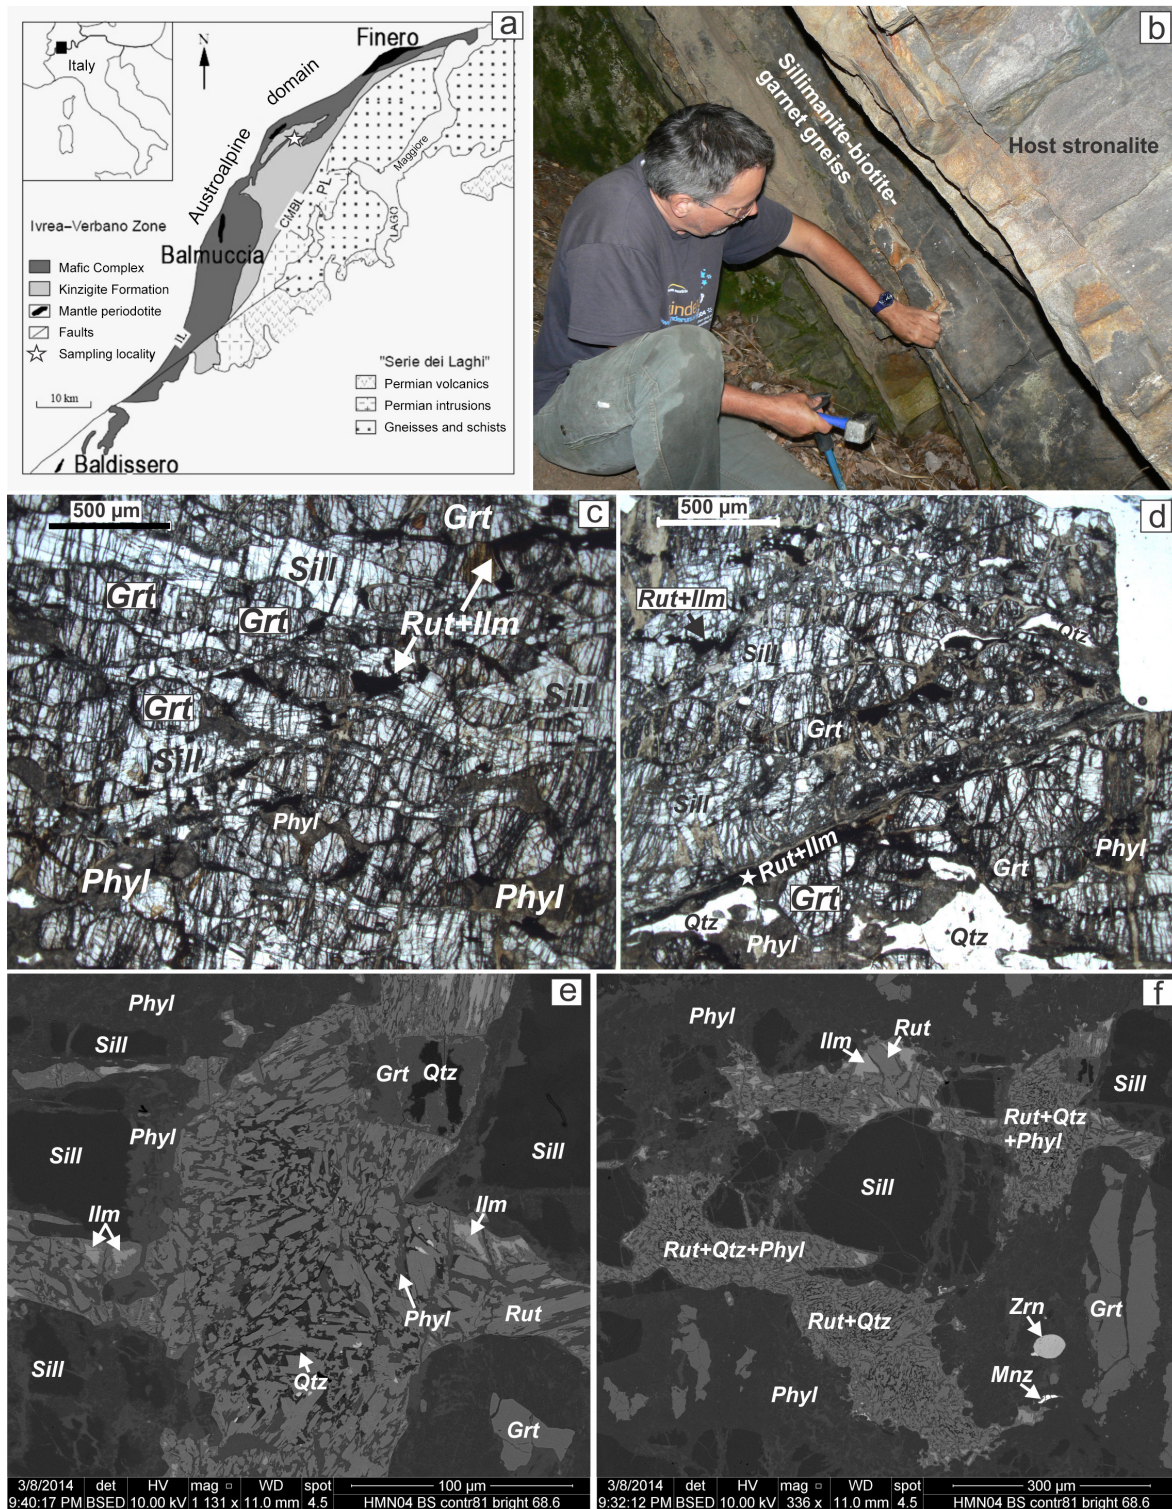 a
N
Italy
Finero
domain
Austroalpine
Maggiore
LAGO
PL
CMBL
Balmuccia
IL
Baldissero
Ivrea–Verbano Zone
Mafic Complex
Kinzigite Formation
Mantle periodotite
Faults
Sampling locality
10 km
"Serie dei Laghi"
Permian volcanics
Permian intrusions
Gneisses and schists
b
Sillimanite-biotite-
garnet gneiss
Host stronalite
c
500 µm
Grt
Sill
Grt
Grt
Rut+Ilm
Sill
Grt
Sill
Phyl
Phyl
Phyl
d
500 µm
Rut+Ilm
Qtz
Sill
Grt
Sill
Rut+Ilm
Phyl
Grt
Grt
Qtz
Phyl
Qtz
e
Phyl
Sill
Grt
Qtz
Phyl
Sill
Sill
Ilm
Ilm
Phyl
Rut
Sill
Qtz
Grt
3/8/2014 det HV mag □ WD spot 100 µm
9:40:17 PM BSED 10.00 kV 1 131 x 11.0 mm 4.5 HMN04 BS contr81 bright 68.6
f
Phyl
Ilm
Rut
Sill
Rut+Qtz
+Phyl
Sill
Rut+Qtz+Phyl
Rut+Qtz
Zrn
Grt
Mnz
Phyl
3/8/2014 det HV mag □ WD spot 300 µm
9:32:12 PM BSED 10.00 kV 336 x 11.0 mm 4.5 HMN04 BS contr81 bright 68.6